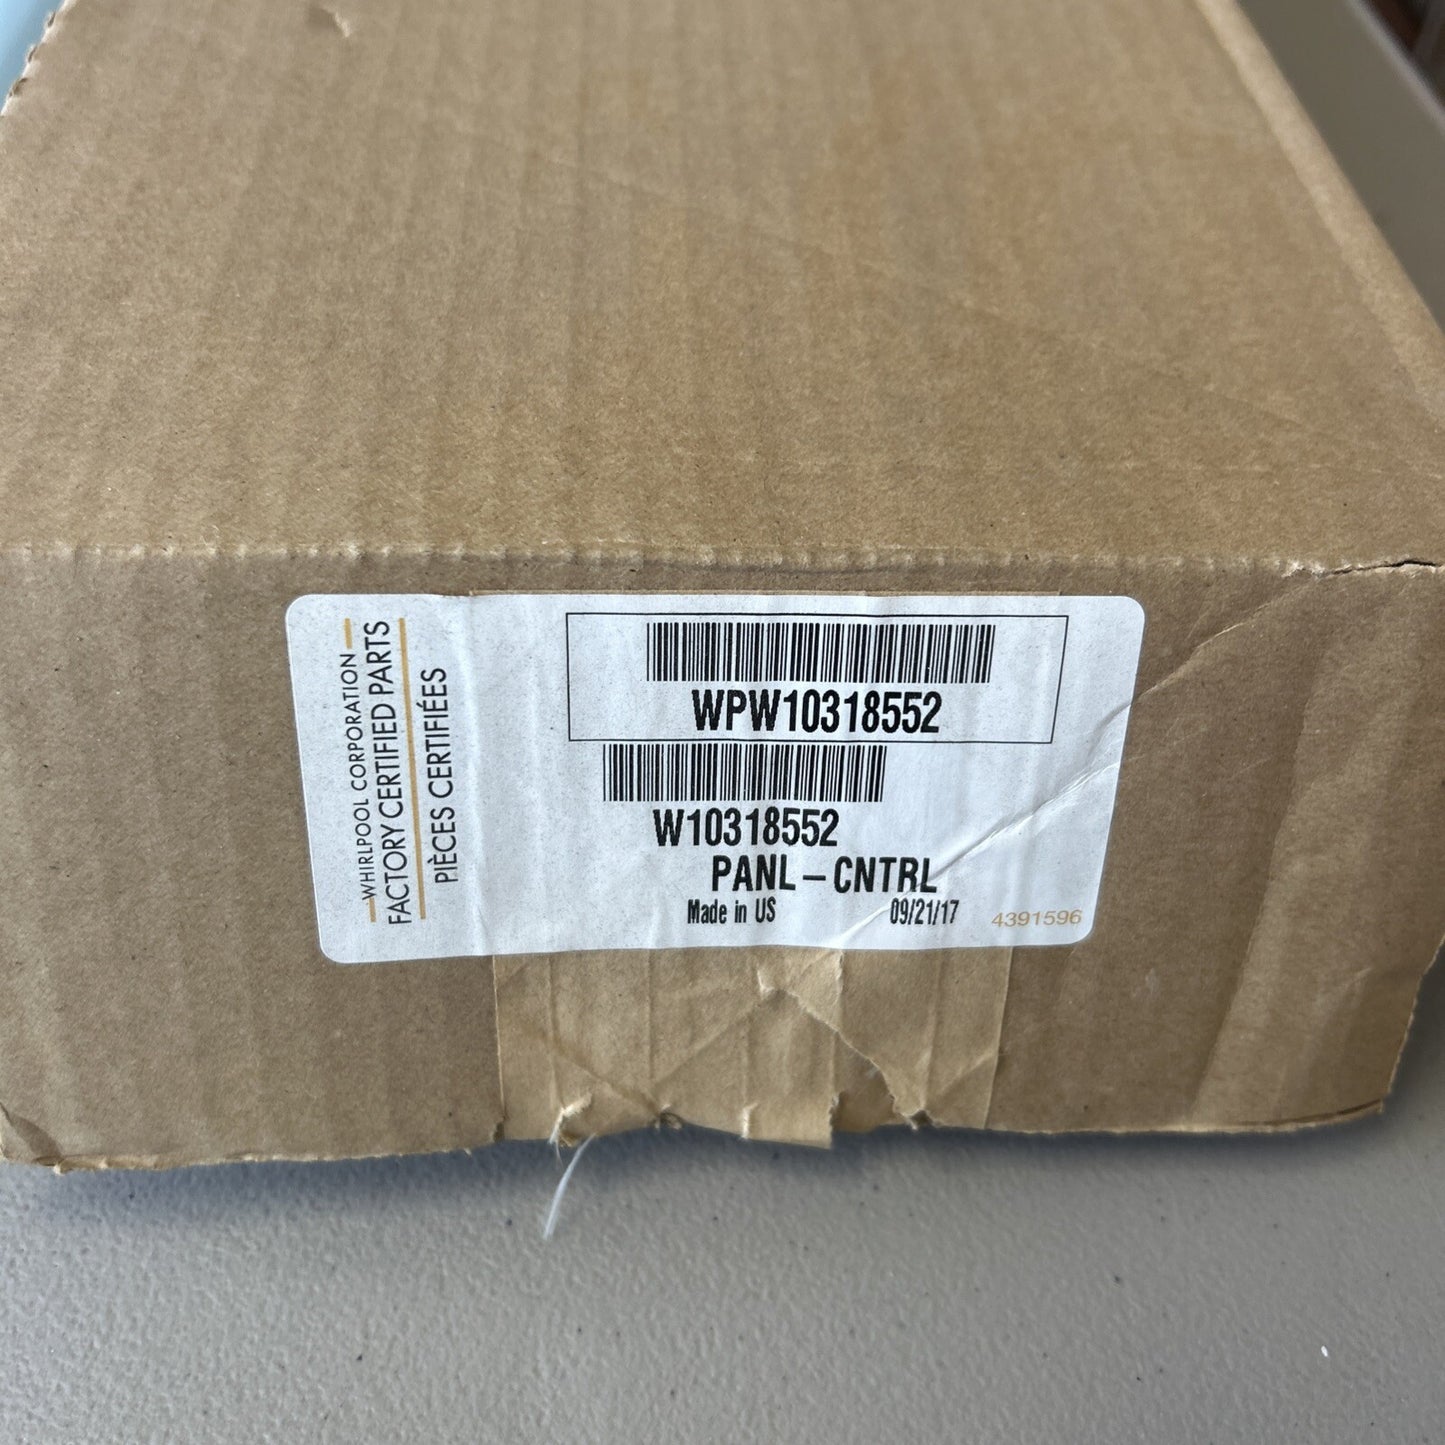 WHIRLPOOL CORPORATION
FACTORY CERTIFIED PARTS
PIÈCES CERTIFIÉES
WPW10318552
W10318552
PANL-CNTRL
Made in US 09/21/17 4391596